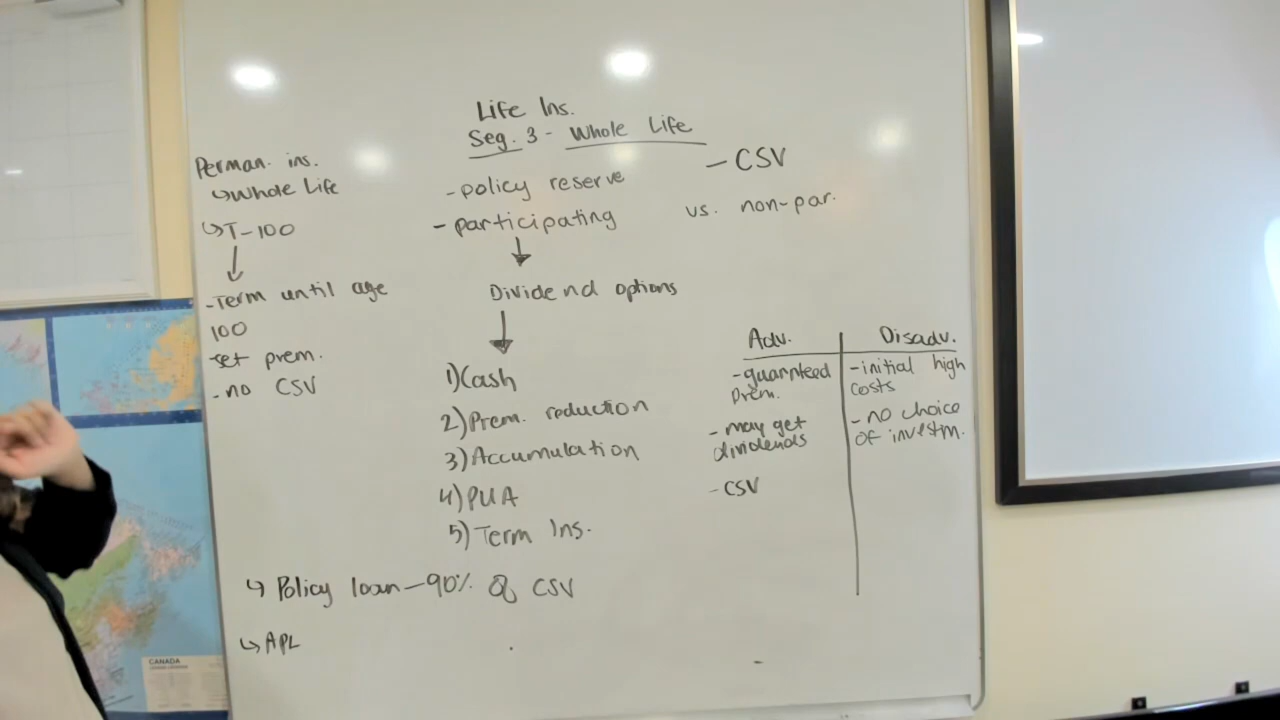 Life Ins.
Seg. 3 - Whole Life
Perman. ins.
↳ Whole Life
↳ T-100
- Term until age
100
- set prem.
- no CSV
- policy reserve
- CSV
- participating
vs. non-par.
Dividend options
1) Cash
2) Prem. reduction
3) Accumulation
4) PUA
5) Term Ins.
↳ Policy loan - 90% of CSV
↳ APL
Adv.
- guarnteed
prem.
- may get
dividends
- CSV
Disadv.
- initial high
costs
- no choice
of investm.
CANADA